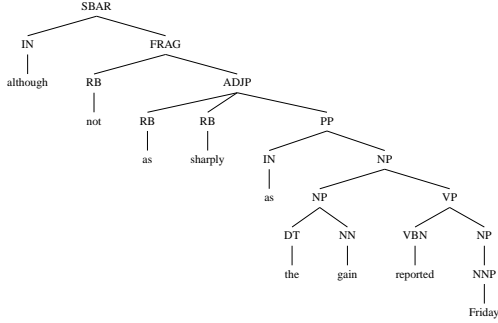 SBAR
IN FRAG
although RB ADJP
not RB RB PP
as sharply IN NP
as NP VP
DT NN VBN NP
the gain reported NNP
Friday